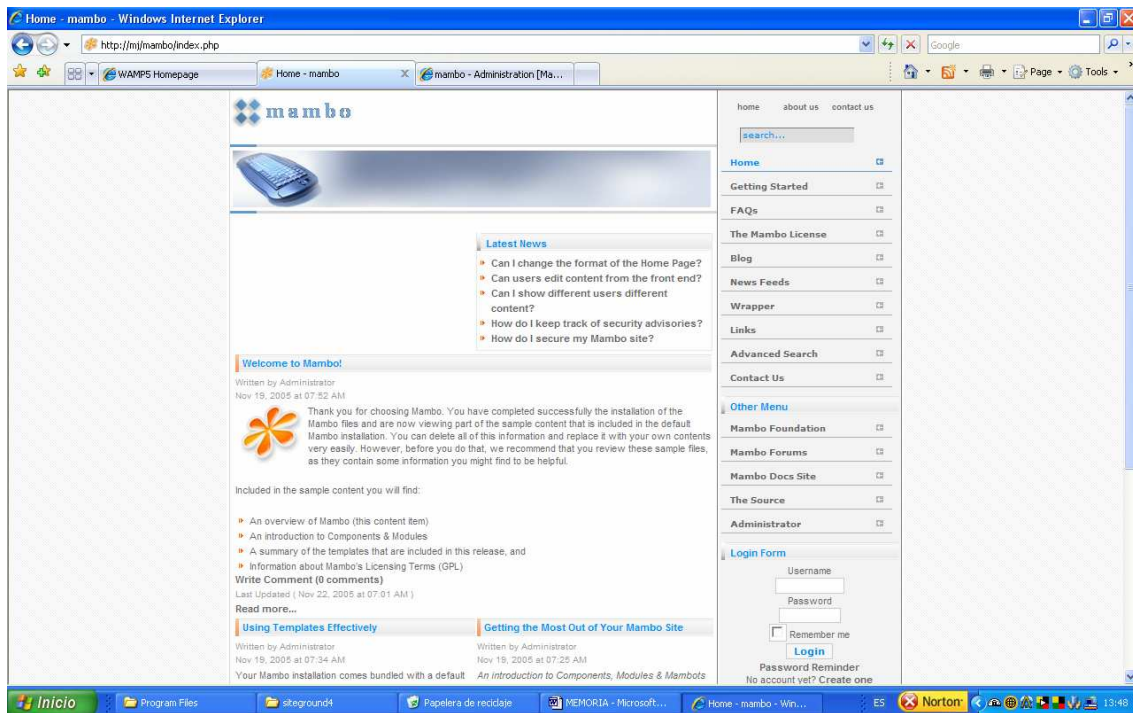 Home - mambo - Windows Internet Explorer
http://mj/mambo/index.php
Google
WAMP5 Homepage
Home - mambo
X
mambo - Administration [Ma...
Page
Tools
mambo
home about us contact us
search...
Home
Getting Started
FAQs
The Mambo License
Blog
News Feeds
Wrapper
Links
Advanced Search
Contact Us
Other Menu
Mambo Foundation
Mambo Forums
Mambo Docs Site
The Source
Administrator
Login Form
Username
Password
Remember me
Login
Password Reminder
No account yet? Create one
Latest News
Can I change the format of the Home Page?
Can users edit content from the front end?
Can I show different users different
content?
How do I keep track of security advisories?
How do I secure my Mambo site?
Welcome to Mambo!
Written by Administrator
Nov 19, 2005 at 07:52 AM
Thank you for choosing Mambo. You have completed successfully the installation of the
Mambo files and are now viewing part of the sample content that is included in the default
Mambo installation. You can delete all of this information and replace it with your own contents
very easily. However, before you do that, we recommend that you review these sample files,
as they contain some information you might find to be helpful.
Included in the sample content you will find:
An overview of Mambo (this content item)
An introduction to Components & Modules
A summary of the templates that are included in this release, and
Information about Mambo's Licensing Terms (GPL)
Write Comment (0 comments)
Last Updated ( Nov 22, 2005 at 07:01 AM )
Read more...
Using Templates Effectively
Written by Administrator
Nov 19, 2005 at 07:34 AM
Your Mambo installation comes bundled with a default
Getting the Most Out of Your Mambo Site
Written by Administrator
Nov 19, 2005 at 07:25 AM
An introduction to Components, Modules & Mambots
Inicio
Program Files
siteground4
Papelera de reciclaje
MEMORIA - Microsoft...
Home - mambo - Win...
ES
Norton
13:48